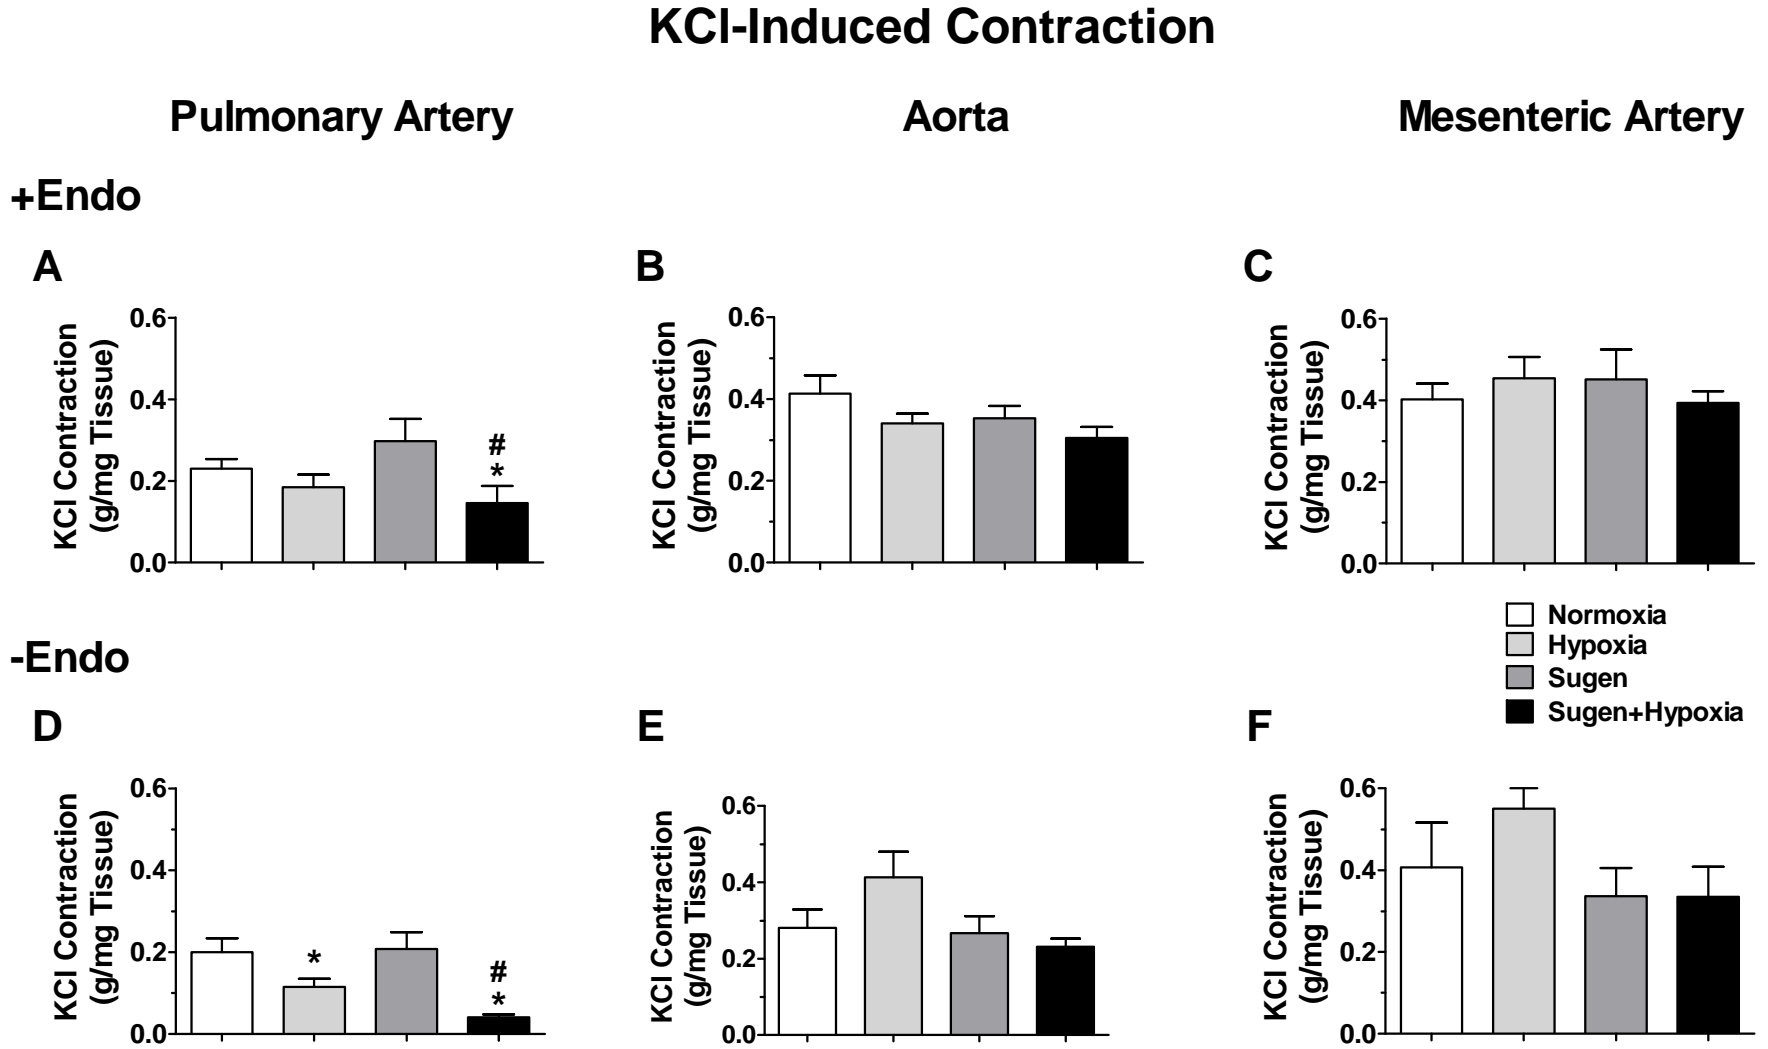 KCl-Induced Contraction
Pulmonary Artery
Aorta
Mesenteric Artery
+Endo
A
KCl Contraction
(g/mg Tissue)
0.6
0.4
0.2
0.0
#
*
B
KCl Contraction
(g/mg Tissue)
0.6
0.4
0.2
0.0
C
KCl Contraction
(g/mg Tissue)
0.6
0.4
0.2
0.0
Normoxia
Hypoxia
Sugen
Sugen+Hypoxia
-Endo
D
KCl Contraction
(g/mg Tissue)
0.6
0.4
0.2
0.0
*
#
*
E
KCl Contraction
(g/mg Tissue)
0.6
0.4
0.2
0.0
F
KCl Contraction
(g/mg Tissue)
0.6
0.4
0.2
0.0